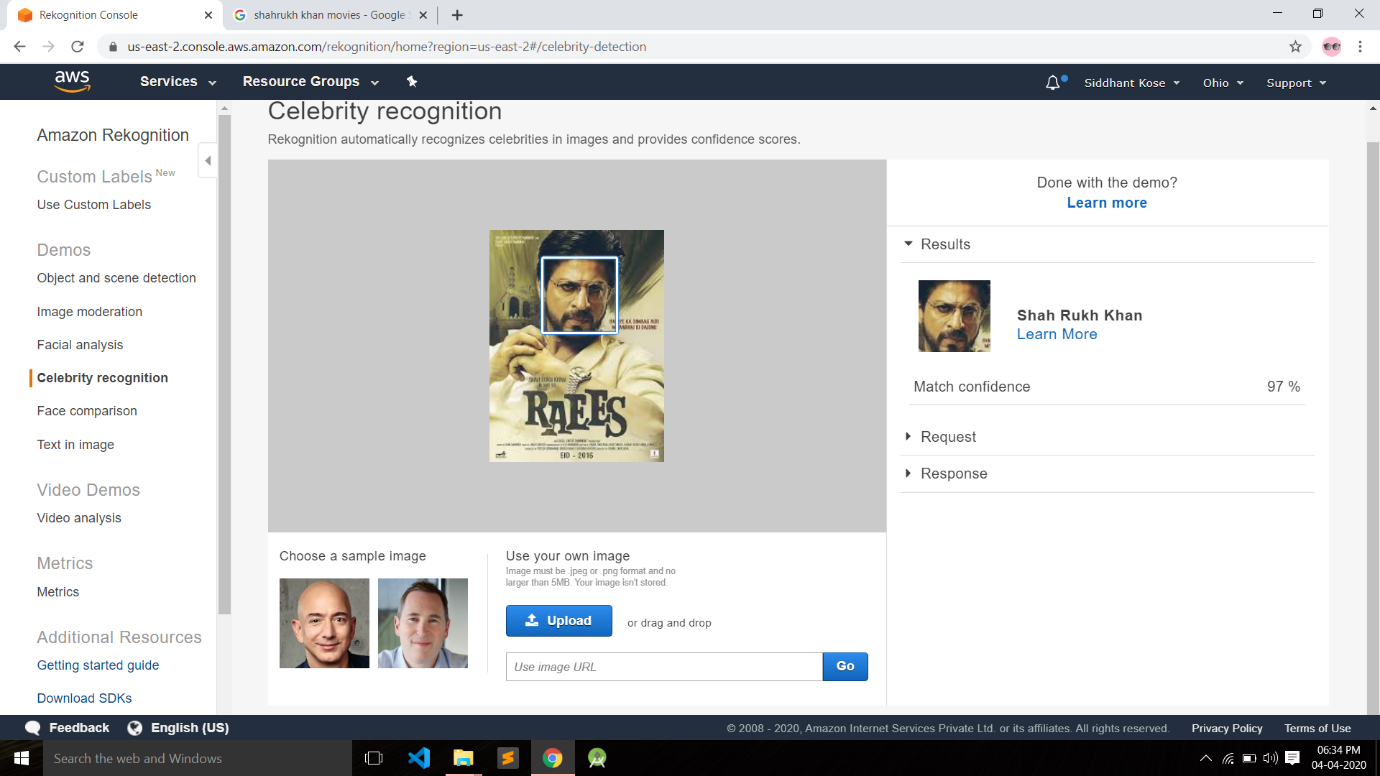 Rekognition Console
shahrukh khan movies - Google
us-east-2.console.aws.amazon.com/rekognition/home?region=us-east-2#/celebrity-detection
aws
Services
Resource Groups
Siddhant Kose
Ohio
Support
Amazon Rekognition
Custom Labels New
Use Custom Labels
Demos
Object and scene detection
Image moderation
Facial analysis
Celebrity recognition
Face comparison
Text in image
Video Demos
Video analysis
Metrics
Metrics
Additional Resources
Getting started guide
Download SDKs
Celebrity recognition
Rekognition automatically recognizes celebrities in images and provides confidence scores.
RAEES
EID - 2016
Choose a sample image
Use your own image
Image must be .jpeg or .png format and no
larger than 5MB. Your image isn't stored.
Upload
or drag and drop
Use image URL
Go
Done with the demo?
Learn more
Results
Shah Rukh Khan
Learn More
Match confidence 97 %
Request
Response
Feedback
English (US)
© 2008 - 2020, Amazon Internet Services Private Ltd. or its affiliates. All rights reserved.
Privacy Policy
Terms of Use
Search the web and Windows
06:34 PM
04-04-2020